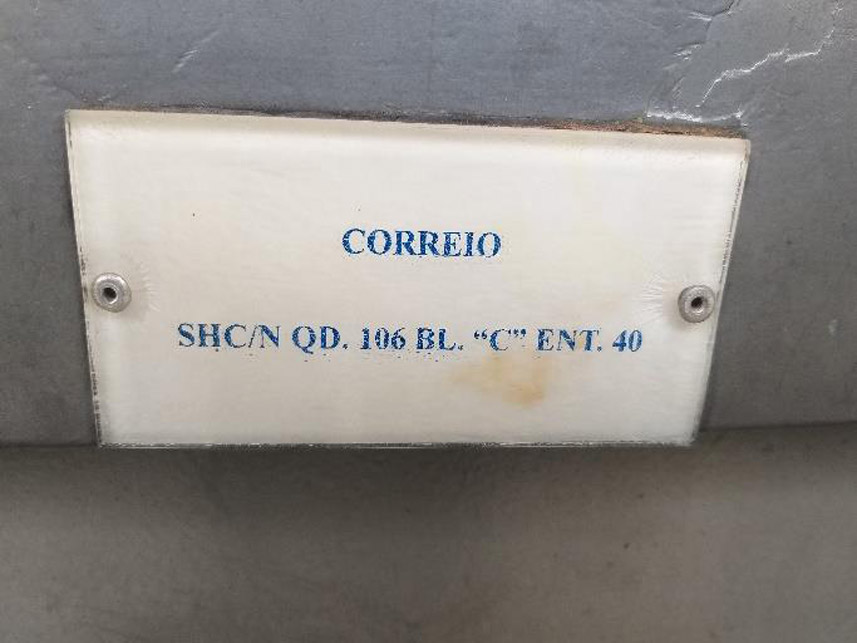 CORREIO
SHC/N QD. 106 BL. “C” ENT. 40